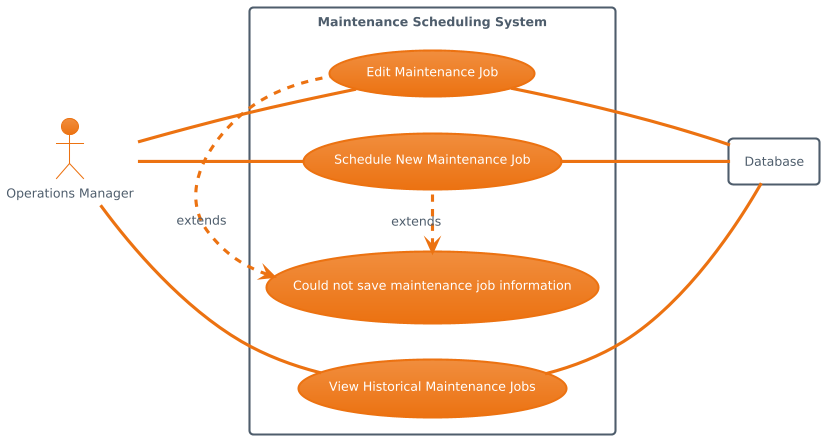 Maintenance Scheduling System
Edit Maintenance Job
Schedule New Maintenance Job
Database
Operations Manager
extends
extends
Could not save maintenance job information
View Historical Maintenance Jobs